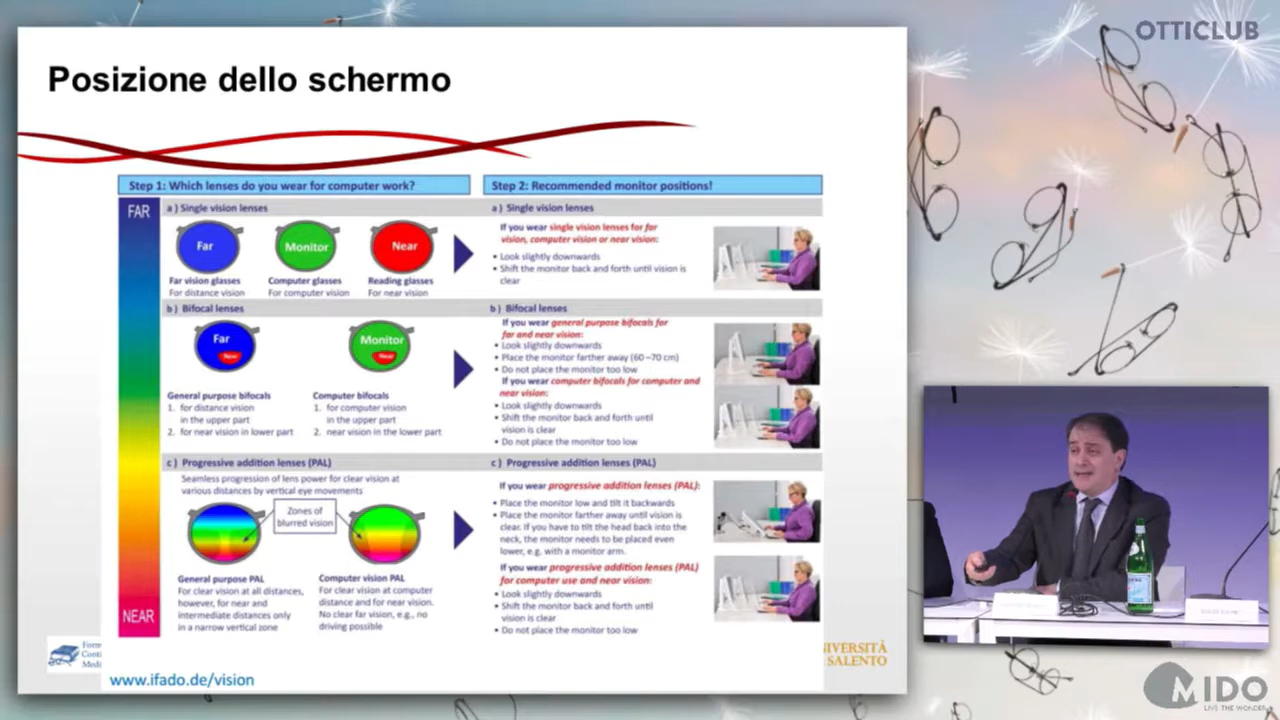 OTTICLUB
Posizione dello schermo
Step 1: Which lenses do you wear for computer work?
FAR
a ) Single vision lenses
Far
Monitor
Near
Far vision glasses
For distance vision
Computer glasses
For computer vision
Reading glasses
For near vision
b ) Bifocal lenses
Far
Near
Monitor
Near
General purpose bifocals
1. for distance vision
in the upper part
2. for near vision in lower part
Computer bifocals
1. for computer vision
in the upper part
2. near vision in the lower part
c ) Progressive addition lenses (PAL)
Seamless progression of lens power for clear vision at
various distances by vertical eye movements
Zones of
blurred vision
General purpose PAL
For clear vision at all distances,
however, for near and
intermediate distances only
in a narrow vertical zone
Computer vision PAL
For clear vision at computer
distance and for near vision.
No clear far vision, e.g., no
driving possible
NEAR
Step 2: Recommended monitor positions!
a ) Single vision lenses
If you wear single vision lenses for far
vision, computer vision or near vision:
• Look slightly downwards
• Shift the monitor back and forth until vision is
clear
b ) Bifocal lenses
If you wear general purpose bifocals for
far and near vision:
• Look slightly downwards
• Place the monitor farther away (60 –70 cm)
• Do not place the monitor too low
If you wear computer bifocals for computer and
near vision:
• Look slightly downwards
• Shift the monitor back and forth until
vision is clear
• Do not place the monitor too low
c ) Progressive addition lenses (PAL)
If you wear progressive addition lenses (PAL):
• Place the monitor low and tilt it backwards
• Place the monitor farther away until vision is
clear. If you have to tilt the head back into the
neck, the monitor needs to be placed even
lower, e.g. with a monitor arm.
If you wear progressive addition lenses (PAL)
for computer use and near vision:
• Look slightly downwards
• Shift the monitor back and forth until
vision is clear
• Do not place the monitor too low
Form
Conti
Medi
IVERSITÀ
SALENTO
www.ifado.de/vision
MIDO
LIVE THE WONDER